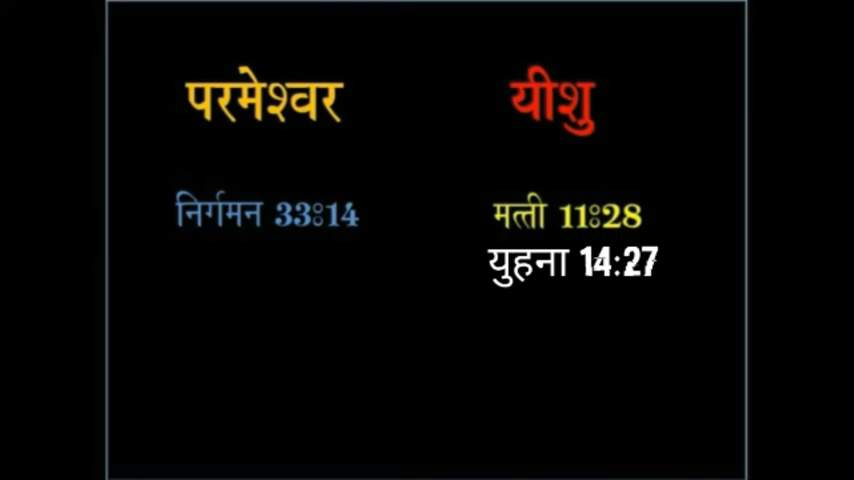 परमेश्वर
यीशु
निर्गमन 33:14
मत्ती 11:28
युहना 14:27